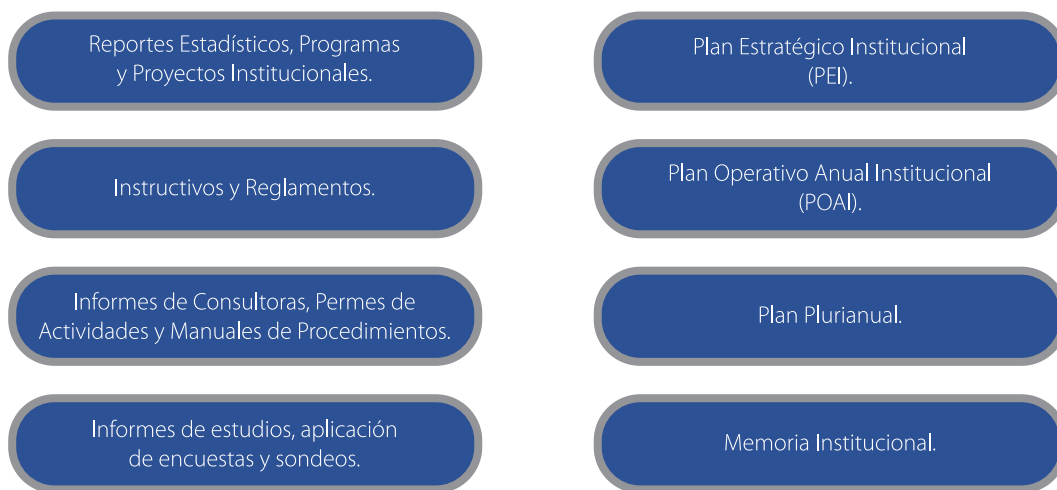 Reportes Estadísticos, Programas
y Proyectos Institucionales.
Instructivos y Reglamentos.
Informes de Consultoras, Permes de
Actividades y Manuales de Procedimientos.
Informes de estudios, aplicación
de encuestas y sondeos.
Plan Estratégico Institucional
(PEI).
Plan Operativo Anual Institucional
(POAI).
Plan Plurianual.
Memoria Institucional.